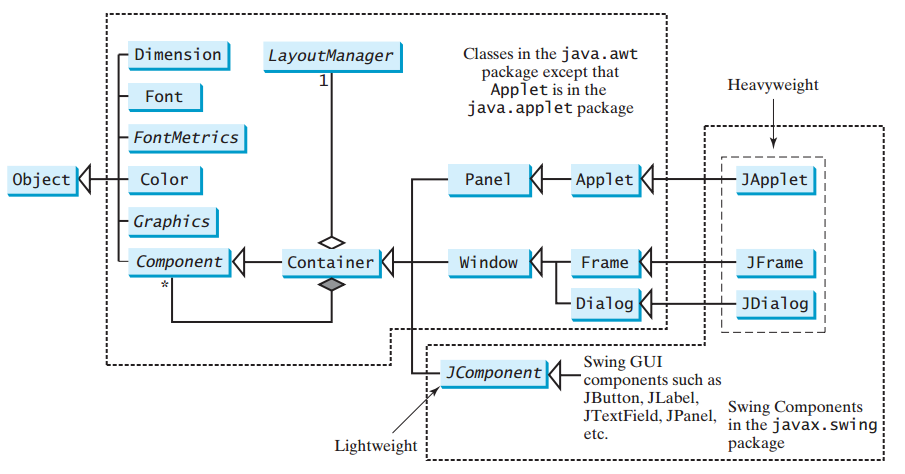 Dimension
LayoutManager
1
Classes in the java.awt
package except that
Applet is in the
java.applet package
Heavyweight
Font
FontMetrics
Object
Color
Panel
Applet
JApplet
Graphics
Component
*
Container
Window
Frame
JFrame
Dialog
JDialog
JComponent
Swing GUI
components such as
JButton, JLabel,
JTextField, JPanel,
etc.
Swing Components
in the javax.swing
package
Lightweight